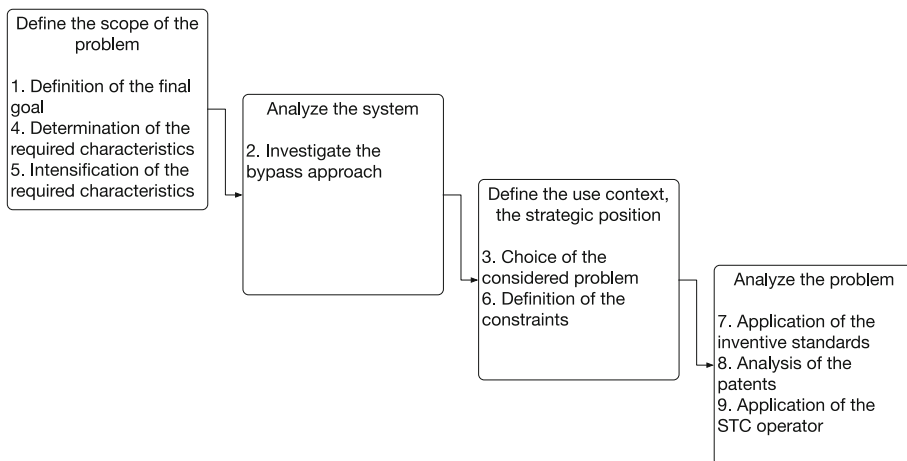 Define the scope of the
problem
1. Definition of the final
goal
4. Determination of the
required characteristics
5. Intensification of the
required characteristics
Analyze the system
2. Investigate the
bypass approach
Define the use context,
the strategic position
3. Choice of the
considered problem
6. Definition of the
constraints
Analyze the problem
7. Application of the
inventive standards
8. Analysis of the
patents
9. Application of the
STC operator